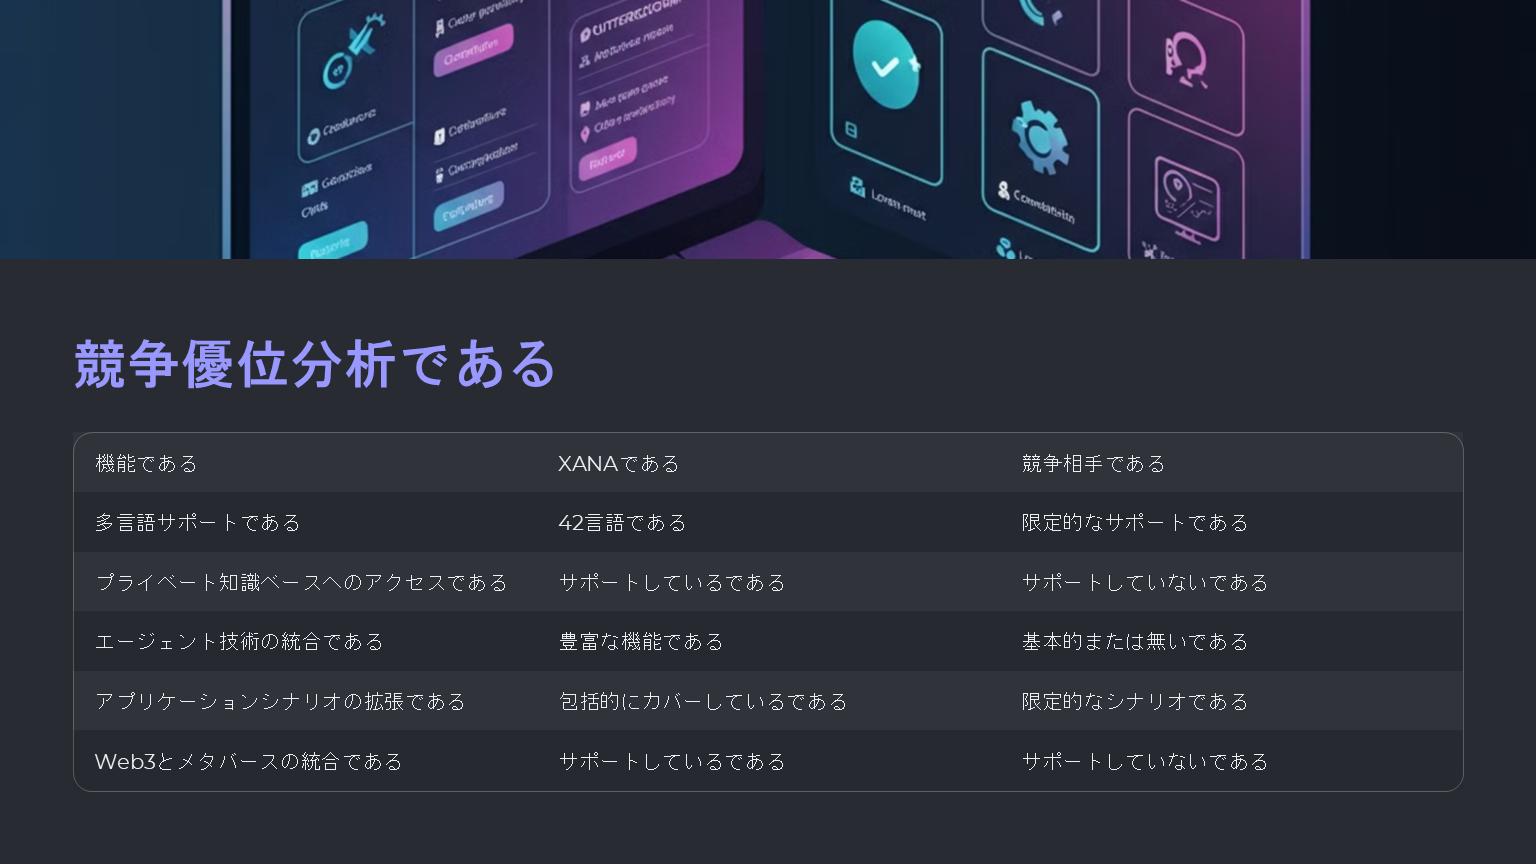 競争優位分析である
機能である XANAである 競争相手である
多言語サポートである 42言語である 限定的なサポートである
プライベート知識ベースへのアクセスである サポートしているである サポートしていないである
エージェント技術の統合である 豊富な機能である 基本的または無いである
アプリケーションシナリオの拡張である 包括的にカバーしているである 限定的なシナリオである
Web3とメタバースの統合である サポートしているである サポートしていないである